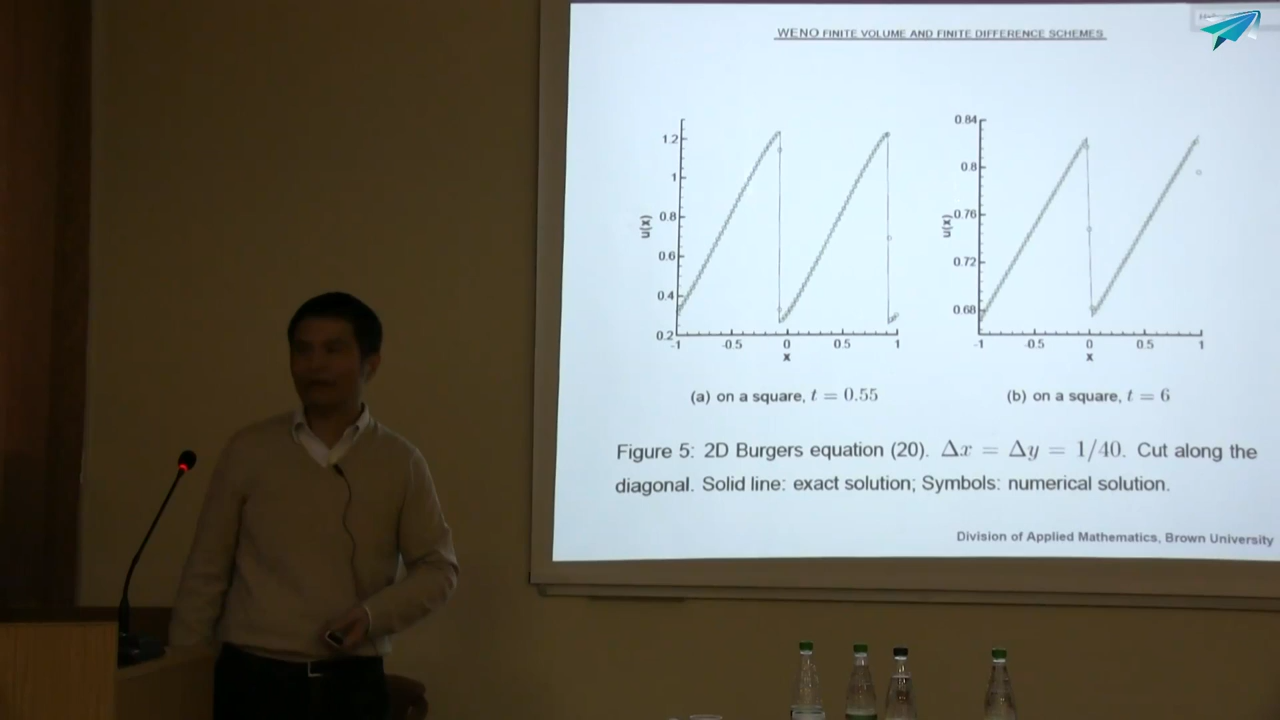 WENO FINITE VOLUME AND FINITE DIFFERENCE SCHEMES
1.2
1
0.8
0.6
0.4
0.2
u(x)
-1 -0.5 0 0.5 1
x
0.84
0.8
0.76
0.72
0.68
u(x)
-1 -0.5 0 0.5 1
x
(a) on a square, t = 0.55
(b) on a square, t = 6
Figure 5: 2D Burgers equation (20). Δx = Δy = 1/40. Cut along the
diagonal. Solid line: exact solution; Symbols: numerical solution.
Division of Applied Mathematics, Brown University